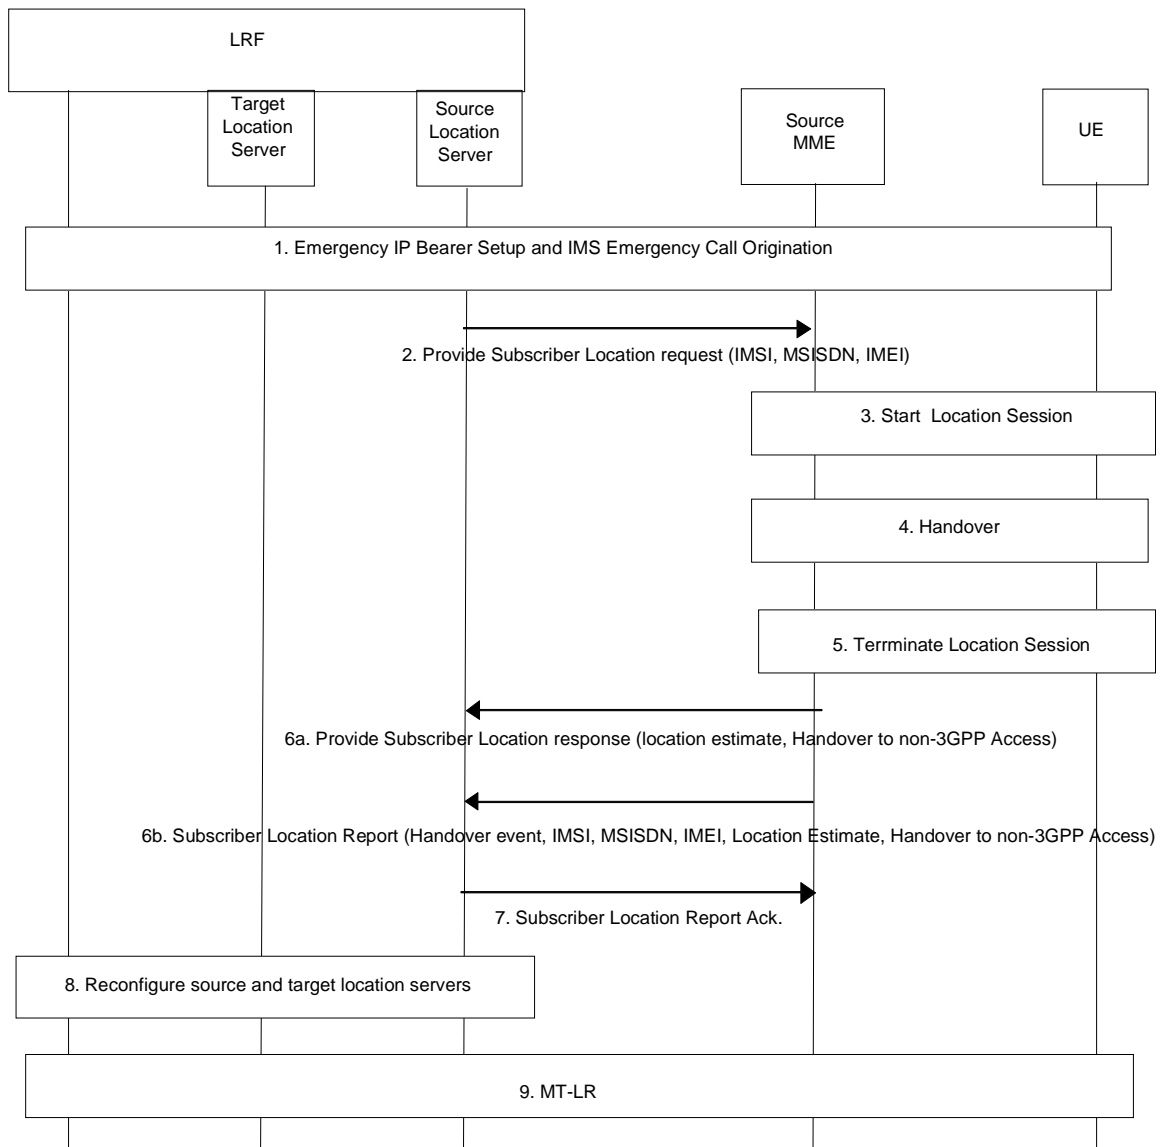 LRF
Target
Location
Server
Source
Location
Server
Source
MME
UE
1. Emergency IP Bearer Setup and IMS Emergency Call Origination
2. Provide Subscriber Location request (IMSI, MSISDN, IMEI)
3. Start Location Session
4. Handover
5. Terrminate Location Session
6a. Provide Subscriber Location response (location estimate, Handover to non-3GPP Access)
6b. Subscriber Location Report (Handover event, IMSI, MSISDN, IMEI, Location Estimate, Handover to non-3GPP Access)
7. Subscriber Location Report Ack.
8. Reconfigure source and target location servers
9. MT-LR